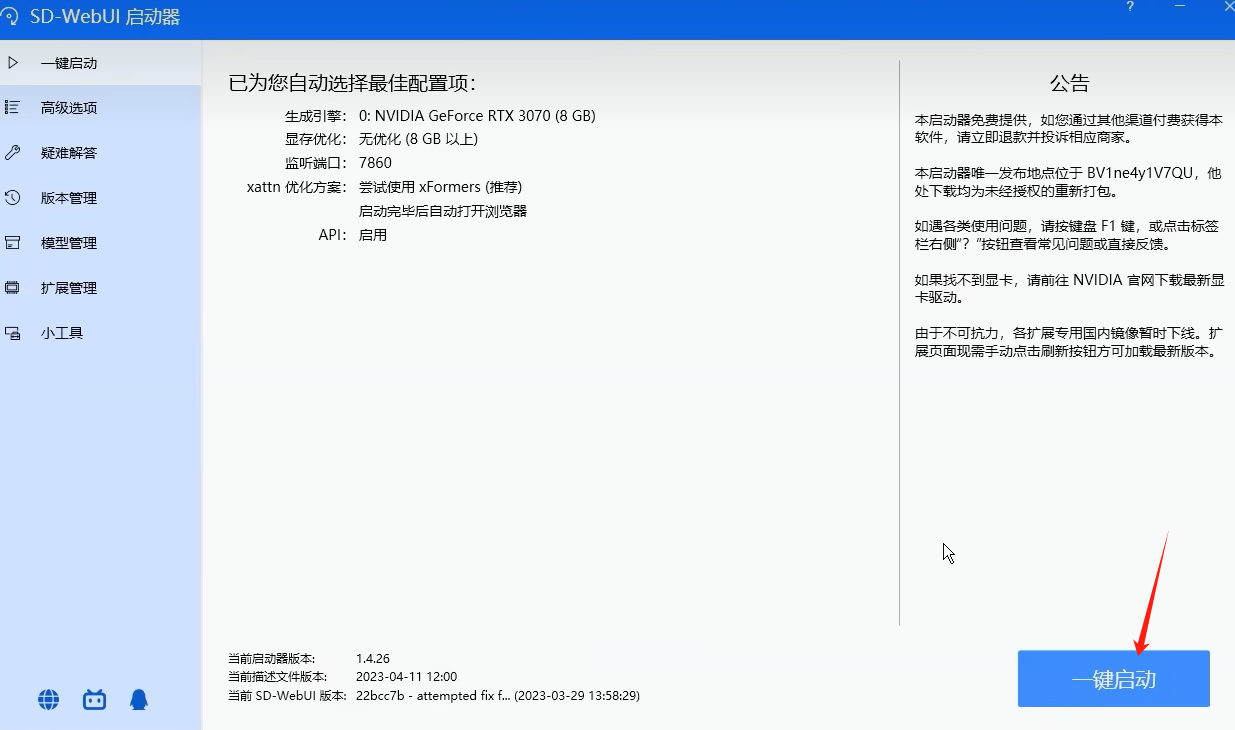 SD-WebUI 启动器
?
一键启动
高级选项
疑难解答
版本管理
模型管理
扩展管理
小工具
已为您自动选择最佳配置项：
生成引擎： 0: NVIDIA GeForce RTX 3070 (8 GB)
显存优化： 无优化 (8 GB 以上)
监听端口： 7860
xattn 优化方案： 尝试使用 xFormers (推荐)
启动完毕后自动打开浏览器
API： 启用
公告
本启动器免费提供，如您通过其他渠道付费获得本
软件，请立即退款并投诉相应商家。
本启动器唯一发布地点位于 BV1ne4y1V7QU，他
处下载均为未经授权的重新打包。
如遇各类使用问题，请按键盘 F1 键，或点击标签
栏右侧“？”按钮查看常见问题或直接反馈。
如果找不到显卡，请前往 NVIDIA 官网下载最新显
卡驱动。
由于不可抗力，各扩展专用国内镜像暂时下线。扩
展页面现需手动点击刷新按钮方可加载最新版本。
当前启动器版本: 1.4.26
当前描述文件版本: 2023-04-11 12:00
当前 SD-WebUI 版本: 22bcc7b - attempted fix f... (2023-03-29 13:58:29)
一键启动